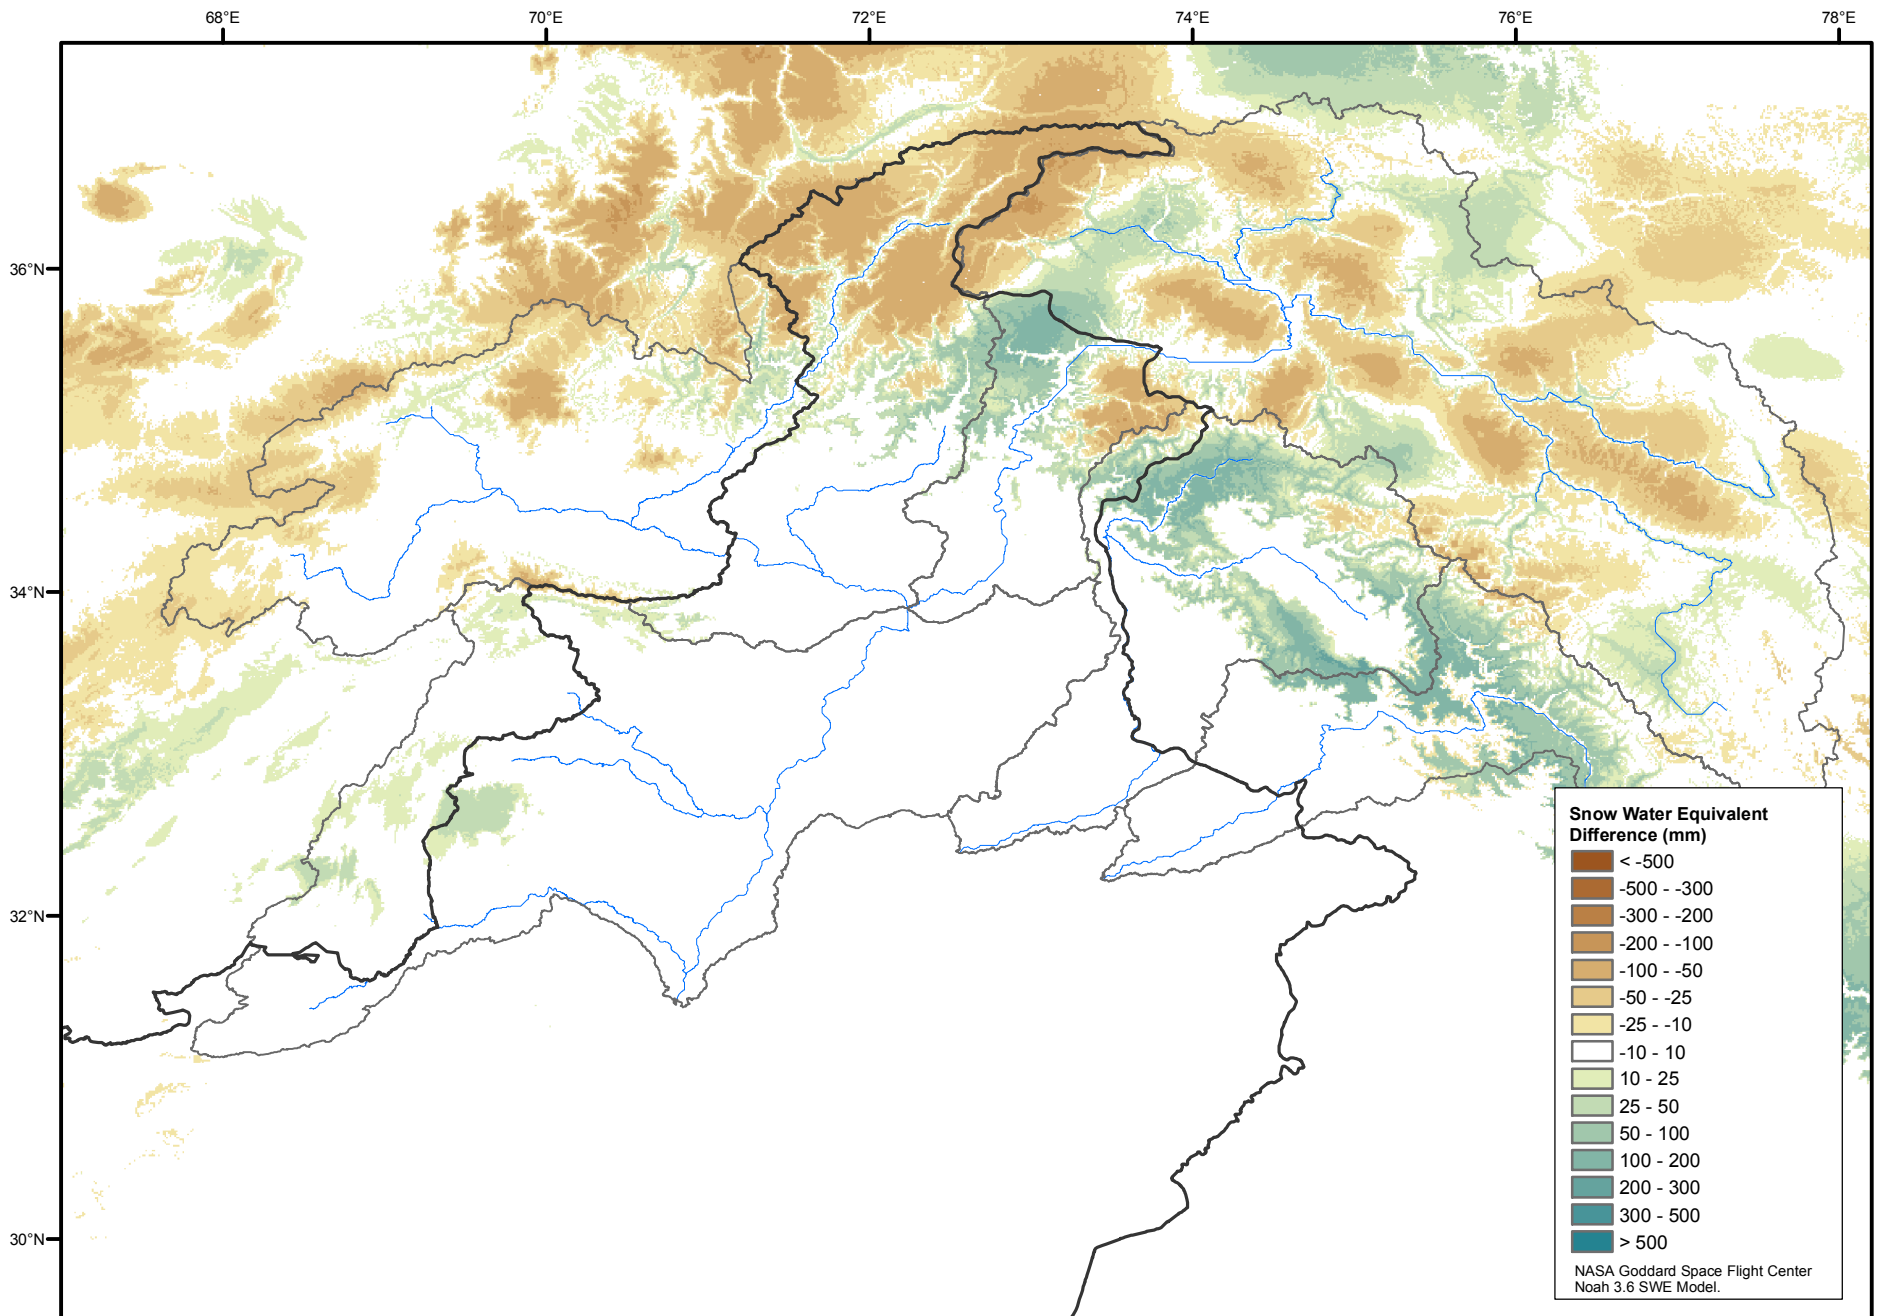 68°E 70°E 72°E 74°E 76°E 78°E
36°N
34°N
32°N
30°N
Snow Water Equivalent
Difference (mm)
< -500
-500 - -300
-300 - -200
-200 - -100
-100 - -50
-50 - -25
-25 - -10
-10 - 10
10 - 25
25 - 50
50 - 100
100 - 200
200 - 300
300 - 500
> 500
NASA Goddard Space Flight Center
Noah 3.6 SWE Model.